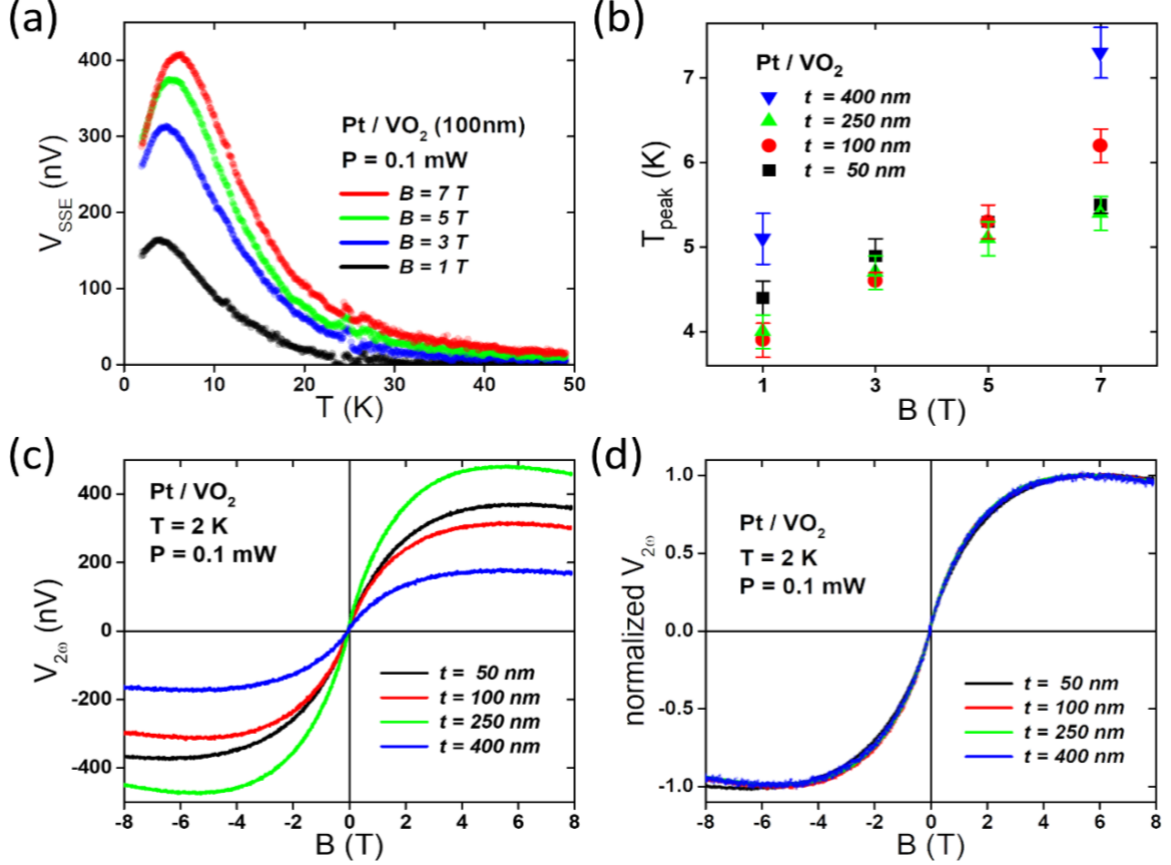 (a)
400
300
200
100
0
V_SSE (nV)
Pt / VO₂ (100nm)
P = 0.1 mW
B = 7 T
B = 5 T
B = 3 T
B = 1 T
0 10 20 30 40 50
T (K)
(b)
7
6
5
4
T_peak (K)
Pt / VO₂
t = 400 nm
t = 250 nm
t = 100 nm
t = 50 nm
1 3 5 7
B (T)
(c)
400
200
0
-200
-400
V_2ω (nV)
Pt / VO₂
T = 2 K
P = 0.1 mW
t = 50 nm
t = 100 nm
t = 250 nm
t = 400 nm
-8 -6 -4 -2 0 2 4 6 8
B (T)
(d)
1.0
0.5
0.0
-0.5
-1.0
normalized V_2ω
Pt / VO₂
T = 2 K
P = 0.1 mW
t = 50 nm
t = 100 nm
t = 250 nm
t = 400 nm
-8 -6 -4 -2 0 2 4 6 8
B (T)